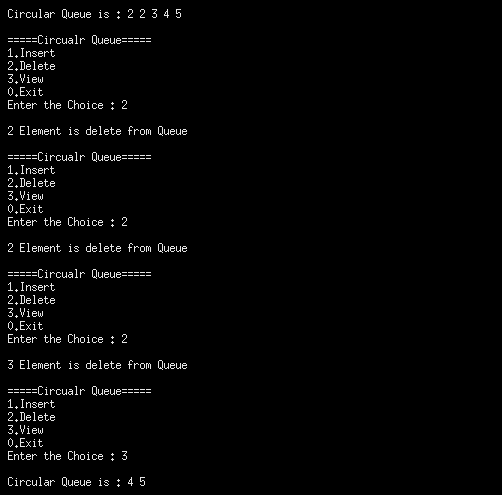 Circular Queue is : 2 2 3 4 5
=====Circualr Queue=====
1.Insert
2.Delete
3.View
0.Exit
Enter the Choice : 2
2 Element is delete from Queue
=====Circualr Queue=====
1.Insert
2.Delete
3.View
0.Exit
Enter the Choice : 2
2 Element is delete from Queue
=====Circualr Queue=====
1.Insert
2.Delete
3.View
0.Exit
Enter the Choice : 2
3 Element is delete from Queue
=====Circualr Queue=====
1.Insert
2.Delete
3.View
0.Exit
Enter the Choice : 3
Circular Queue is : 4 5